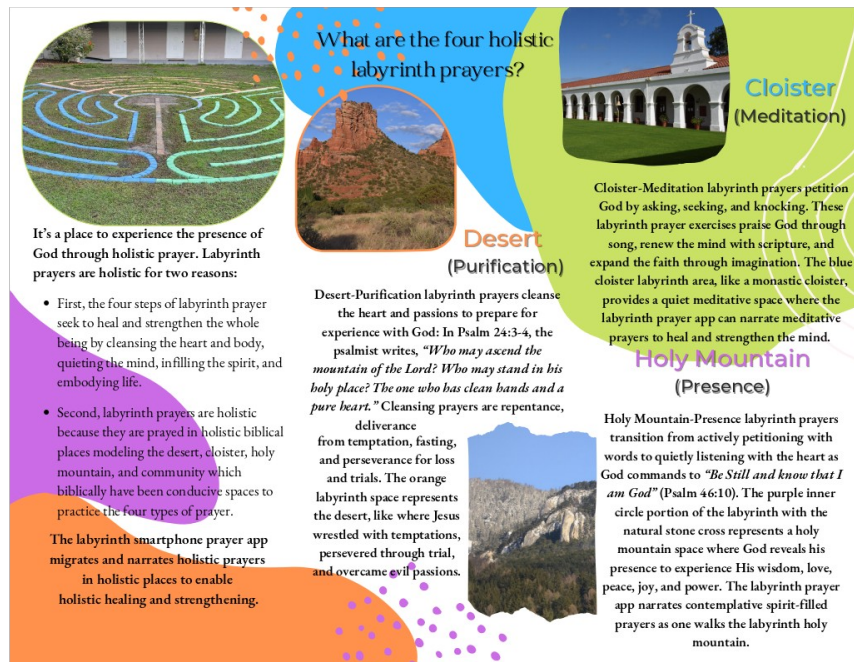 What are the four holistic
labyrinth prayers?
It's a place to experience the presence of
God through holistic prayer. Labyrinth
prayers are holistic for two reasons:
• First, the four steps of labyrinth prayer
seek to heal and strengthen the whole
being by cleansing the heart and body,
quieting the mind, infilling the spirit, and
embodying life.
• Second, labyrinth prayers are holistic
because they are prayed in holistic biblical
places modeling the desert, cloister, holy
mountain, and community which
biblically have been conducive spaces to
practice the four types of prayer.
The labyrinth smartphone prayer app
migrates and narrates holistic prayers
in holistic places to enable
holistic healing and strengthening.
Desert
(Purification)
Desert-Purification labyrinth prayers cleanse
the heart and passions to prepare for
experience with God: In Psalm 24:3-4, the
psalmist writes, “Who may ascend the
mountain of the Lord? Who may stand in his
holy place? The one who has clean hands and a
pure heart.” Cleansing prayers are repentance,
deliverance
from temptation, fasting,
and perseverance for loss
and trials. The orange
labyrinth space represents
the desert, like where Jesus
wrestled with temptations,
persevered through trial,
and overcame evil passions.
Cloister
(Meditation)
Cloister-Meditation labyrinth prayers petition
God by asking, seeking, and knocking. These
labyrinth prayer exercises praise God through
song, renew the mind with scripture, and
expand the faith through imagination. The blue
cloister labyrinth area, like a monastic cloister,
provides a quiet meditative space where the
labyrinth prayer app can narrate meditative
prayers to heal and strengthen the mind.
Holy Mountain
(Presence)
Holy Mountain-Presence labyrinth prayers
transition from actively petitioning with
words to quietly listening with the heart as
God commands to “Be Still and know that I
am God” (Psalm 46:10). The purple inner
circle portion of the labyrinth with the
natural stone cross represents a holy
mountain space where God reveals his
presence to experience His wisdom, love,
peace, joy, and power. The labyrinth prayer
app narrates contemplative spirit-filled
prayers as one walks the labyrinth holy
mountain.